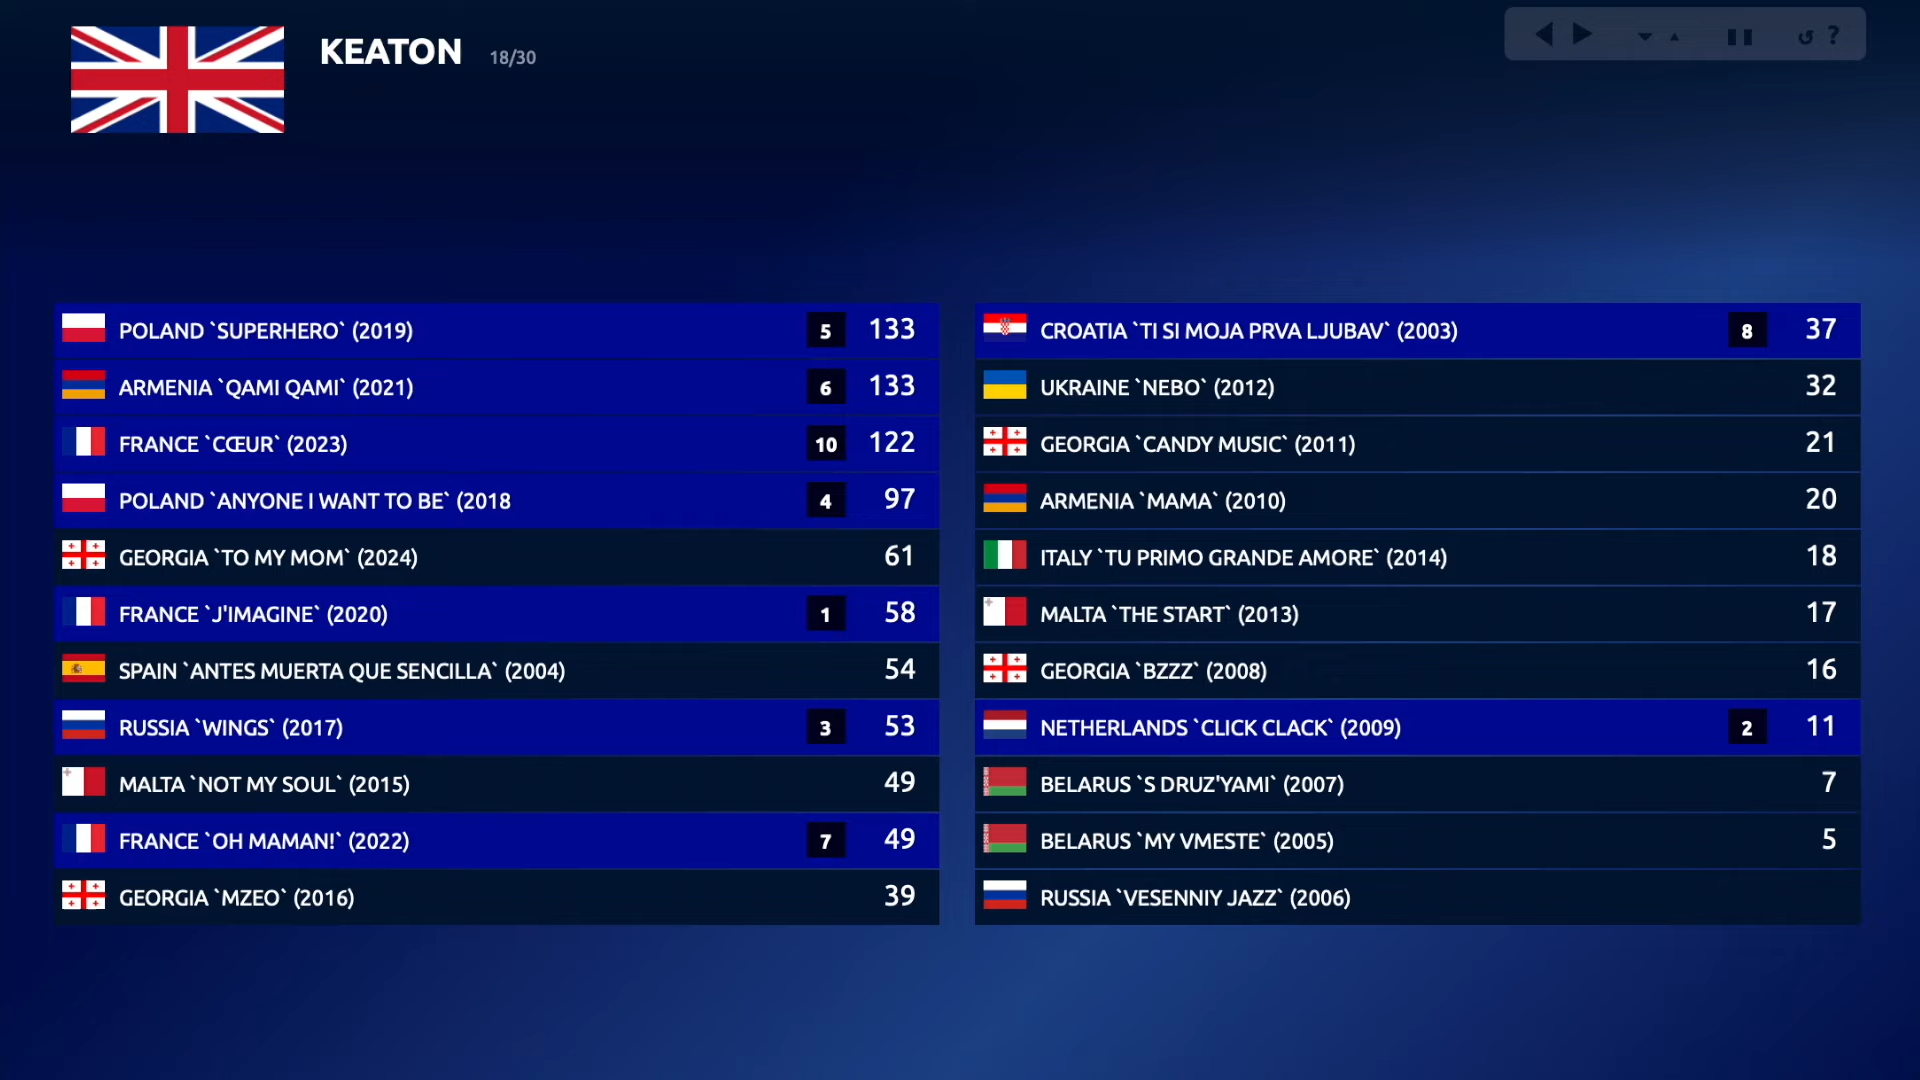 KEATON 18/30
?
POLAND `SUPERHERO` (2019) 5 133
ARMENIA `QAMI QAMI` (2021) 6 133
FRANCE `CŒUR` (2023) 10 122
POLAND `ANYONE I WANT TO BE` (2018 4 97
GEORGIA `TO MY MOM` (2024) 61
FRANCE `J'IMAGINE` (2020) 1 58
SPAIN `ANTES MUERTA QUE SENCILLA` (2004) 54
RUSSIA `WINGS` (2017) 3 53
MALTA `NOT MY SOUL` (2015) 49
FRANCE `OH MAMAN!` (2022) 7 49
GEORGIA `MZEO` (2016) 39
CROATIA `TI SI MOJA PRVA LJUBAV` (2003) 8 37
UKRAINE `NEBO` (2012) 32
GEORGIA `CANDY MUSIC` (2011) 21
ARMENIA `MAMA` (2010) 20
ITALY `TU PRIMO GRANDE AMORE` (2014) 18
MALTA `THE START` (2013) 17
GEORGIA `BZZZ` (2008) 16
NETHERLANDS `CLICK CLACK` (2009) 2 11
BELARUS `S DRUZ'YAMI` (2007) 7
BELARUS `MY VMESTE` (2005) 5
RUSSIA `VESENNIY JAZZ` (2006)